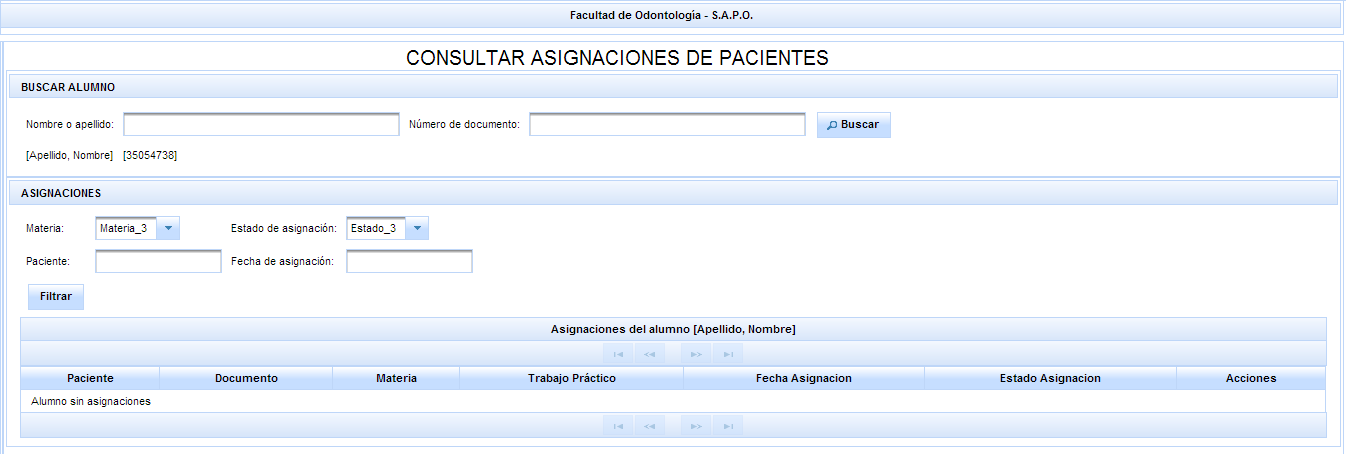 Facultad de Odontología - S.A.P.O.
CONSULTAR ASIGNACIONES DE PACIENTES
BUSCAR ALUMNO
Nombre o apellido: Número de documento: Buscar
[Apellido, Nombre] [35054738]
ASIGNACIONES
Materia: Materia_3 Estado de asignación: Estado_3
Paciente: Fecha de asignación:
Filtrar
Asignaciones del alumno [Apellido, Nombre]
Paciente Documento Materia Trabajo Práctico Fecha Asignacion Estado Asignacion Acciones
Alumno sin asignaciones